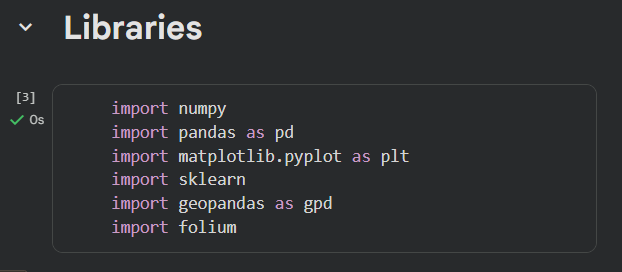 Libraries
[3]
0s
import numpy
import pandas as pd
import matplotlib.pyplot as plt
import sklearn
import geopandas as gpd
import folium